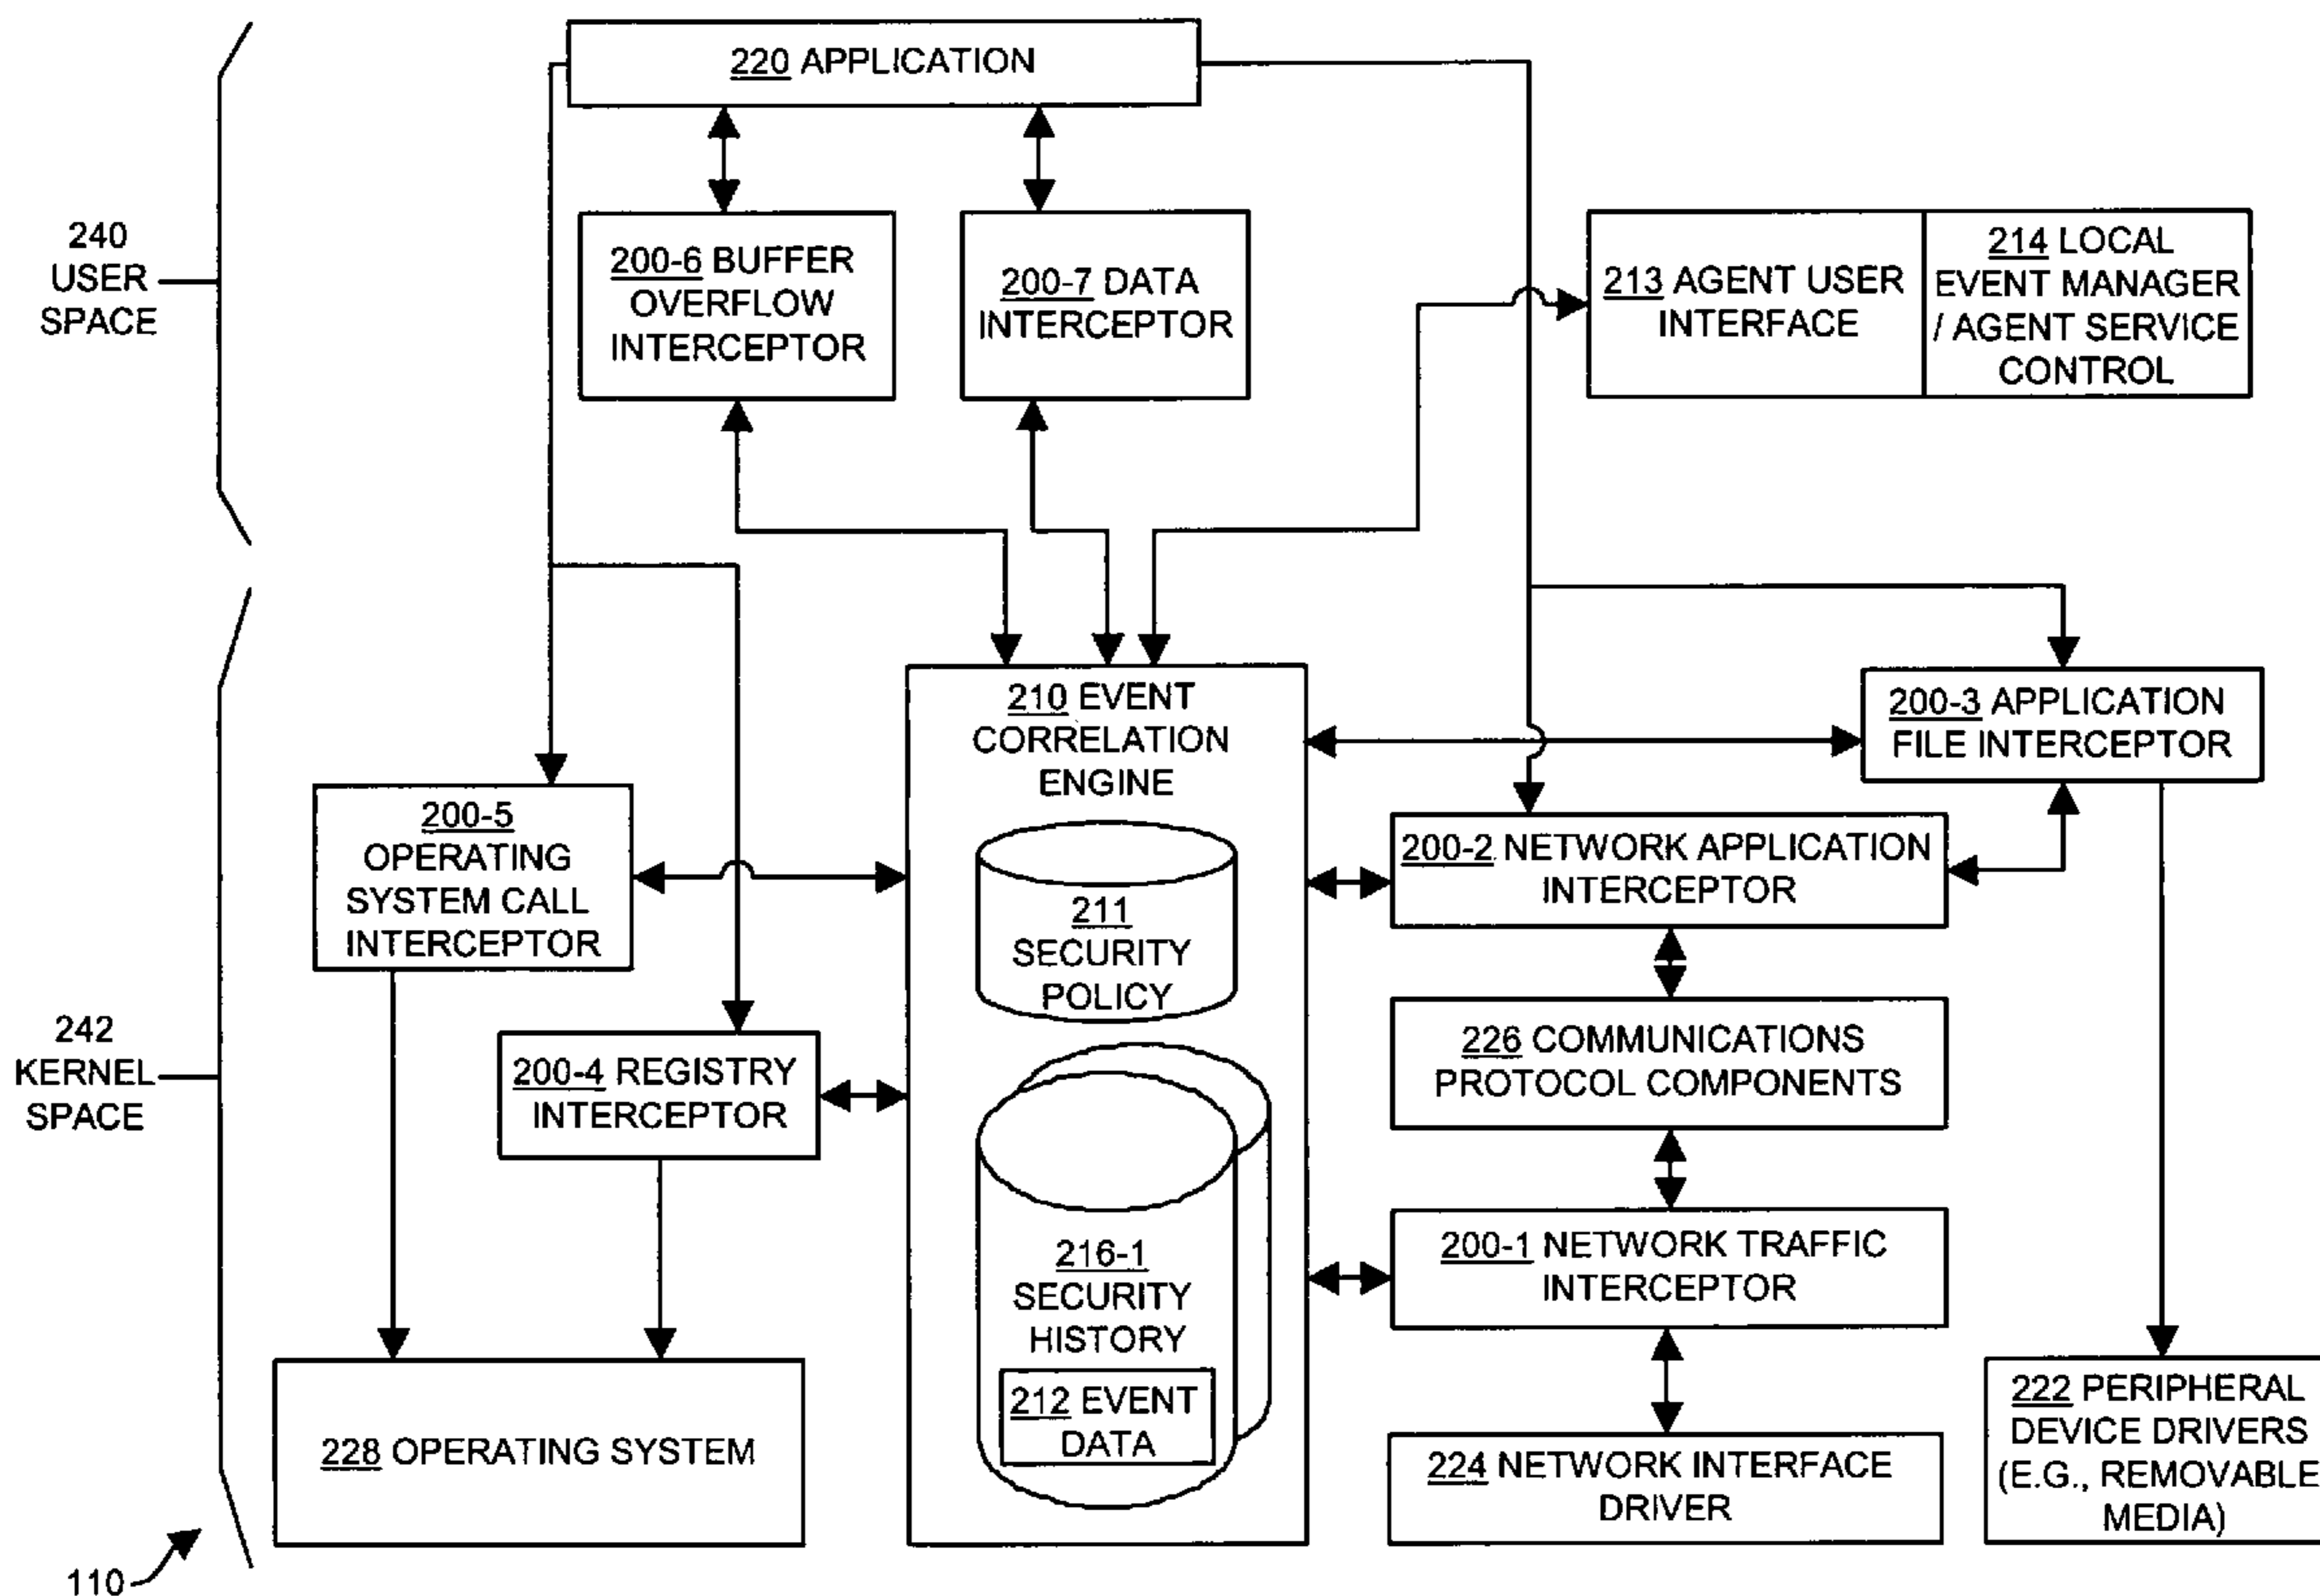 220 APPLICATION
240
USER
SPACE
200-6 BUFFER
OVERFLOW
INTERCEPTOR
200-7 DATA
INTERCEPTOR
213 AGENT USER
INTERFACE
214 LOCAL
EVENT MANAGER
/ AGENT SERVICE
CONTROL
242
KERNEL
SPACE
200-5
OPERATING
SYSTEM CALL
INTERCEPTOR
200-4 REGISTRY
INTERCEPTOR
228 OPERATING SYSTEM
210 EVENT
CORRELATION
ENGINE
211
SECURITY
POLICY
216-1
SECURITY
HISTORY
212 EVENT
DATA
200-3 APPLICATION
FILE INTERCEPTOR
200-2 NETWORK APPLICATION
INTERCEPTOR
226 COMMUNICATIONS
PROTOCOL COMPONENTS
200-1 NETWORK TRAFFIC
INTERCEPTOR
224 NETWORK INTERFACE
DRIVER
222 PERIPHERAL
DEVICE DRIVERS
(E.G., REMOVABLE
MEDIA)
110